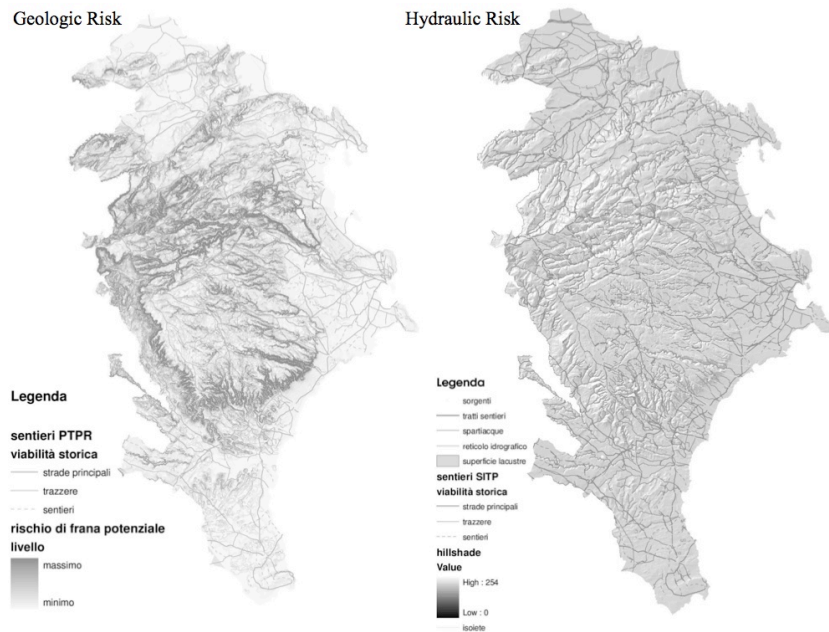 Geologic Risk
Hydraulic Risk
Legenda
sentieri PTPR
viabilità storica
strade principali
trazzere
sentieri
rischio di frana potenziale
livello
massimo
minimo
Legenda
sorgenti
tratti sentieri
spartiacque
reticolo idrografico
superficie lacustre
sentieri SITP
viabilità storica
strade principali
trazzere
sentieri
hillshade
Value
High : 254
Low : 0
isoiete